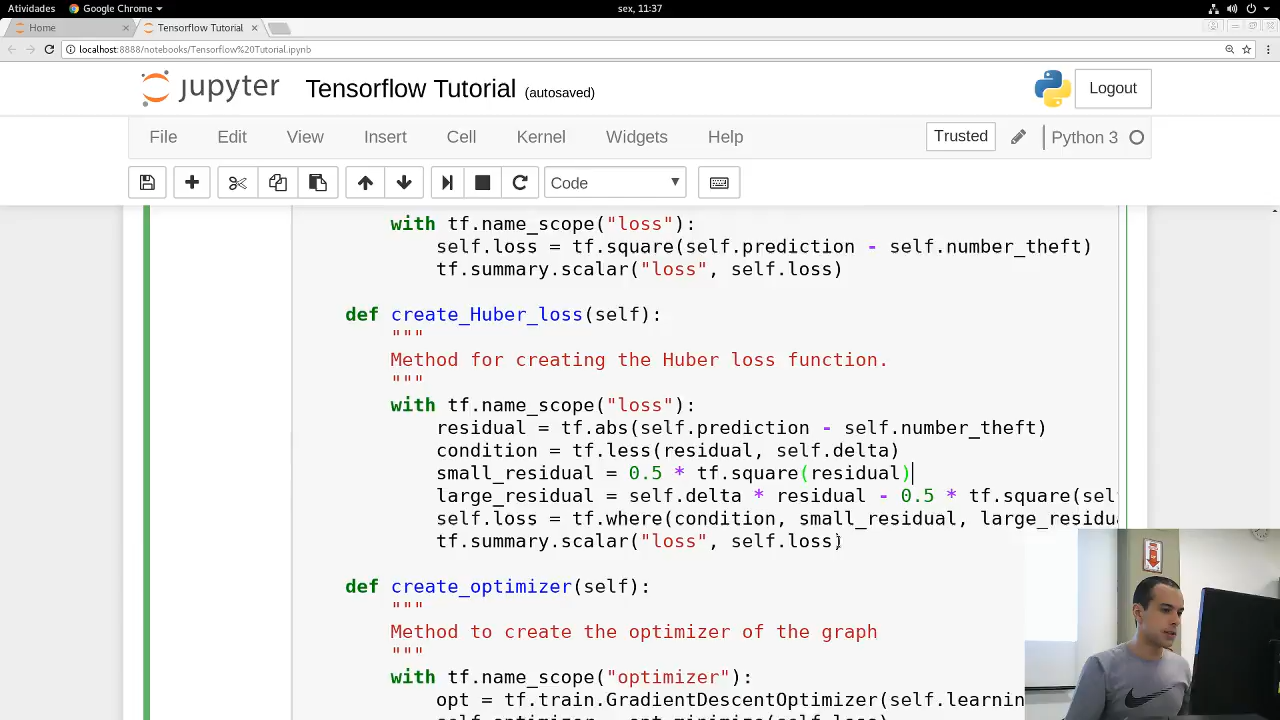 Atividades Google Chrome sex, 11:37
Home Tensorflow Tutorial
localhost:8888/notebooks/Tensorflow%20Tutorial.ipynb
jupyter Tensorflow Tutorial (autosaved) Logout
File Edit View Insert Cell Kernel Widgets Help Trusted Python 3
Code
with tf.name_scope("loss"):
self.loss = tf.square(self.prediction - self.number_theft)
tf.summary.scalar("loss", self.loss)
def create_Huber_loss(self):
"""
Method for creating the Huber loss function.
"""
with tf.name_scope("loss"):
residual = tf.abs(self.prediction - self.number_theft)
condition = tf.less(residual, self.delta)
small_residual = 0.5 * tf.square(residual)
large_residual = self.delta * residual - 0.5 * tf.square(sel
self.loss = tf.where(condition, small_residual, large_residu
tf.summary.scalar("loss", self.loss)
def create_optimizer(self):
"""
Method to create the optimizer of the graph
"""
with tf.name_scope("optimizer"):
opt = tf.train.GradientDescentOptimizer(self.learnin